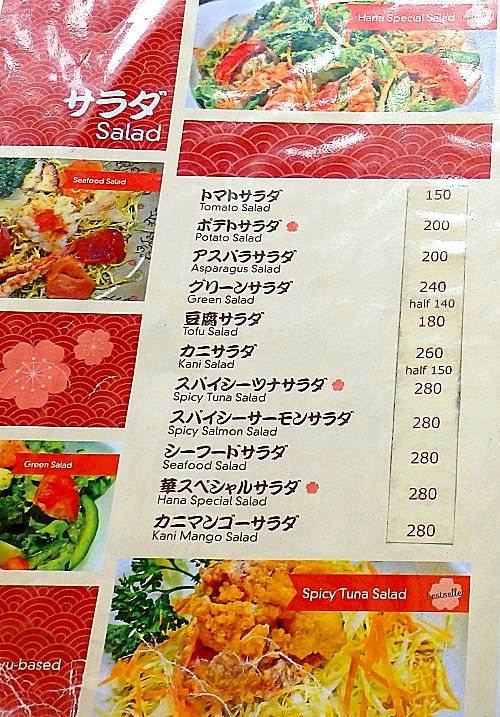 Hana Special Salad
サラダ
Salad
Seafood Salad
トマトサラダ 150
Tomato Salad
ポテトサラダ 200
Potato Salad
アスパラサラダ 200
Asparagus Salad
グリーンサラダ 240
Green Salad half 140
豆腐サラダ 180
Tofu Salad
カニサラダ 260
Kani Salad half 150
スパイシーツナサラダ 280
Spicy Tuna Salad
スパイシーサーモンサラダ 280
Spicy Salmon Salad
シーフードサラダ 280
Seafood Salad
華スペシャルサラダ 280
Hana Special Salad
カニマンゴーサラダ 280
Kani Mango Salad
Green Salad
Spicy Tuna Salad
bestseller
yu-based